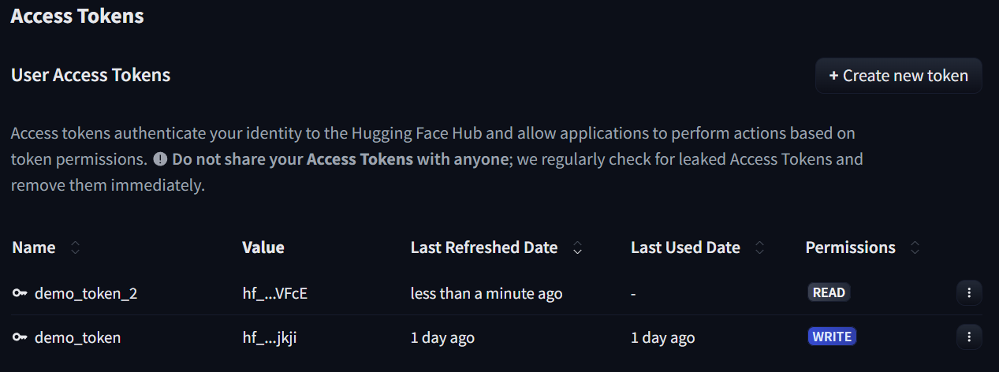 Access Tokens
User Access Tokens
+ Create new token
Access tokens authenticate your identity to the Hugging Face Hub and allow applications to perform actions based on
token permissions. ! Do not share your Access Tokens with anyone; we regularly check for leaked Access Tokens and
remove them immediately.
Name Value Last Refreshed Date Last Used Date Permissions
demo_token_2 hf_...VFcE less than a minute ago - READ
demo_token hf_...jkji 1 day ago 1 day ago WRITE